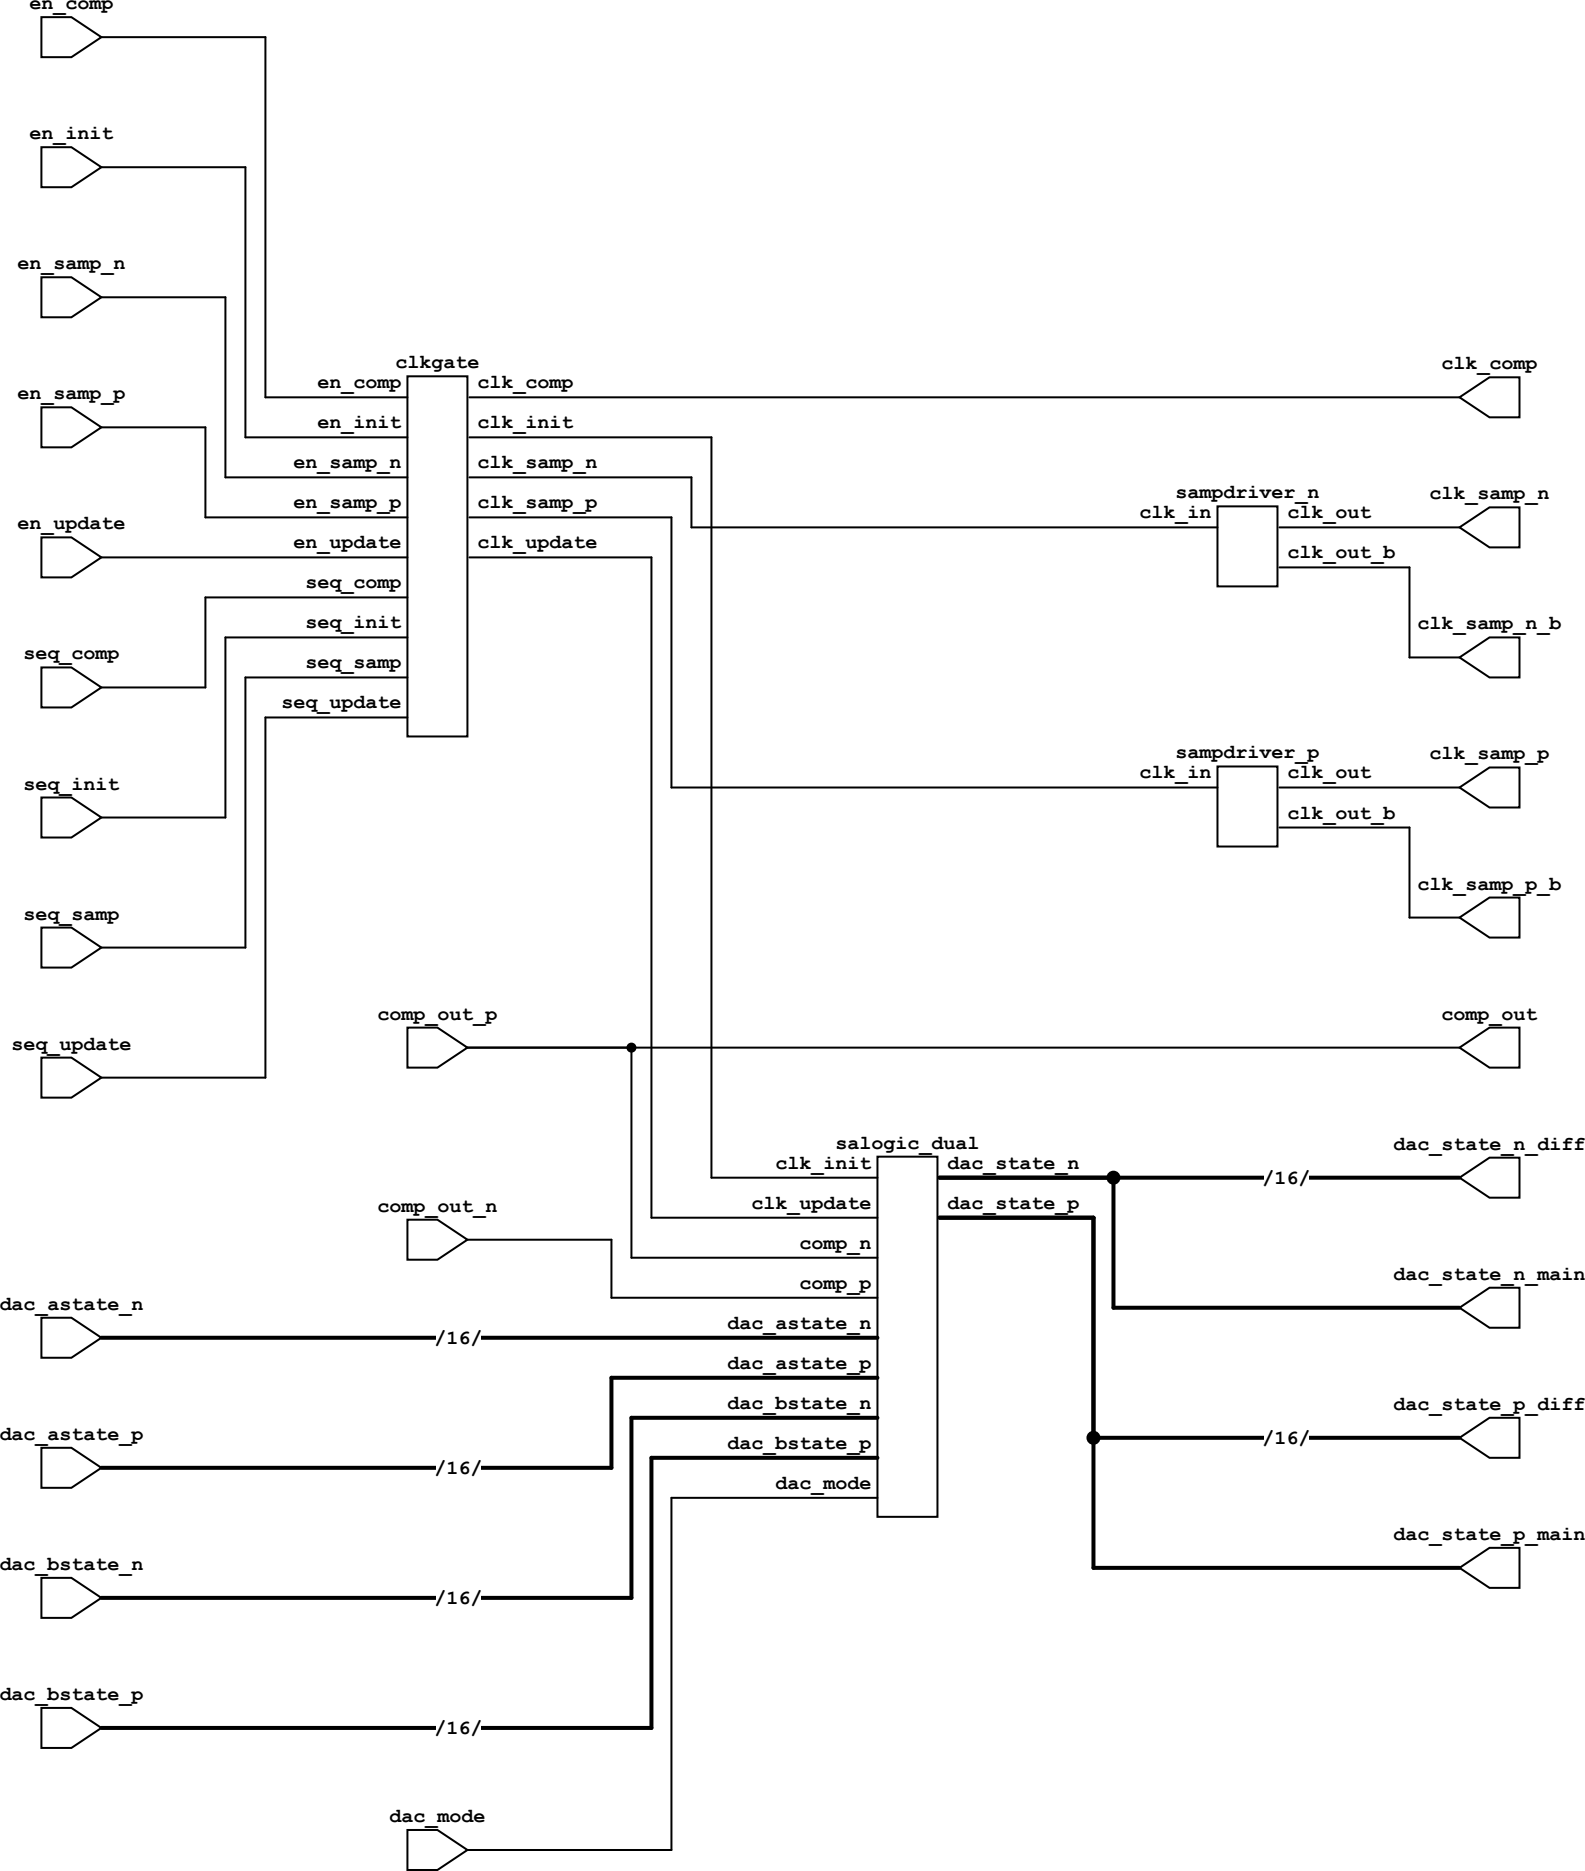 en_comp
en_init
en_samp_n
en_samp_p
en_update
seq_comp
seq_init
seq_samp
seq_update
clkgate
en_comp
en_init
en_samp_n
en_samp_p
en_update
seq_comp
seq_init
seq_samp
seq_update
clk_comp
clk_init
clk_samp_n
clk_samp_p
clk_update
sampdriver_n
clk_in
clk_out
clk_out_b
sampdriver_p
clk_in
clk_out
clk_out_b
clk_comp
clk_samp_n
clk_samp_n_b
clk_samp_p
clk_samp_p_b
comp_out_p
comp_out
comp_out_n
dac_astate_n
/16/
dac_astate_p
/16/
dac_bstate_n
/16/
dac_bstate_p
/16/
dac_mode
salogic_dual
clk_init
clk_update
comp_n
comp_p
dac_astate_n
dac_astate_p
dac_bstate_n
dac_bstate_p
dac_mode
dac_state_n
dac_state_p
/16/
dac_state_n_diff
dac_state_n_main
/16/
dac_state_p_diff
dac_state_p_main